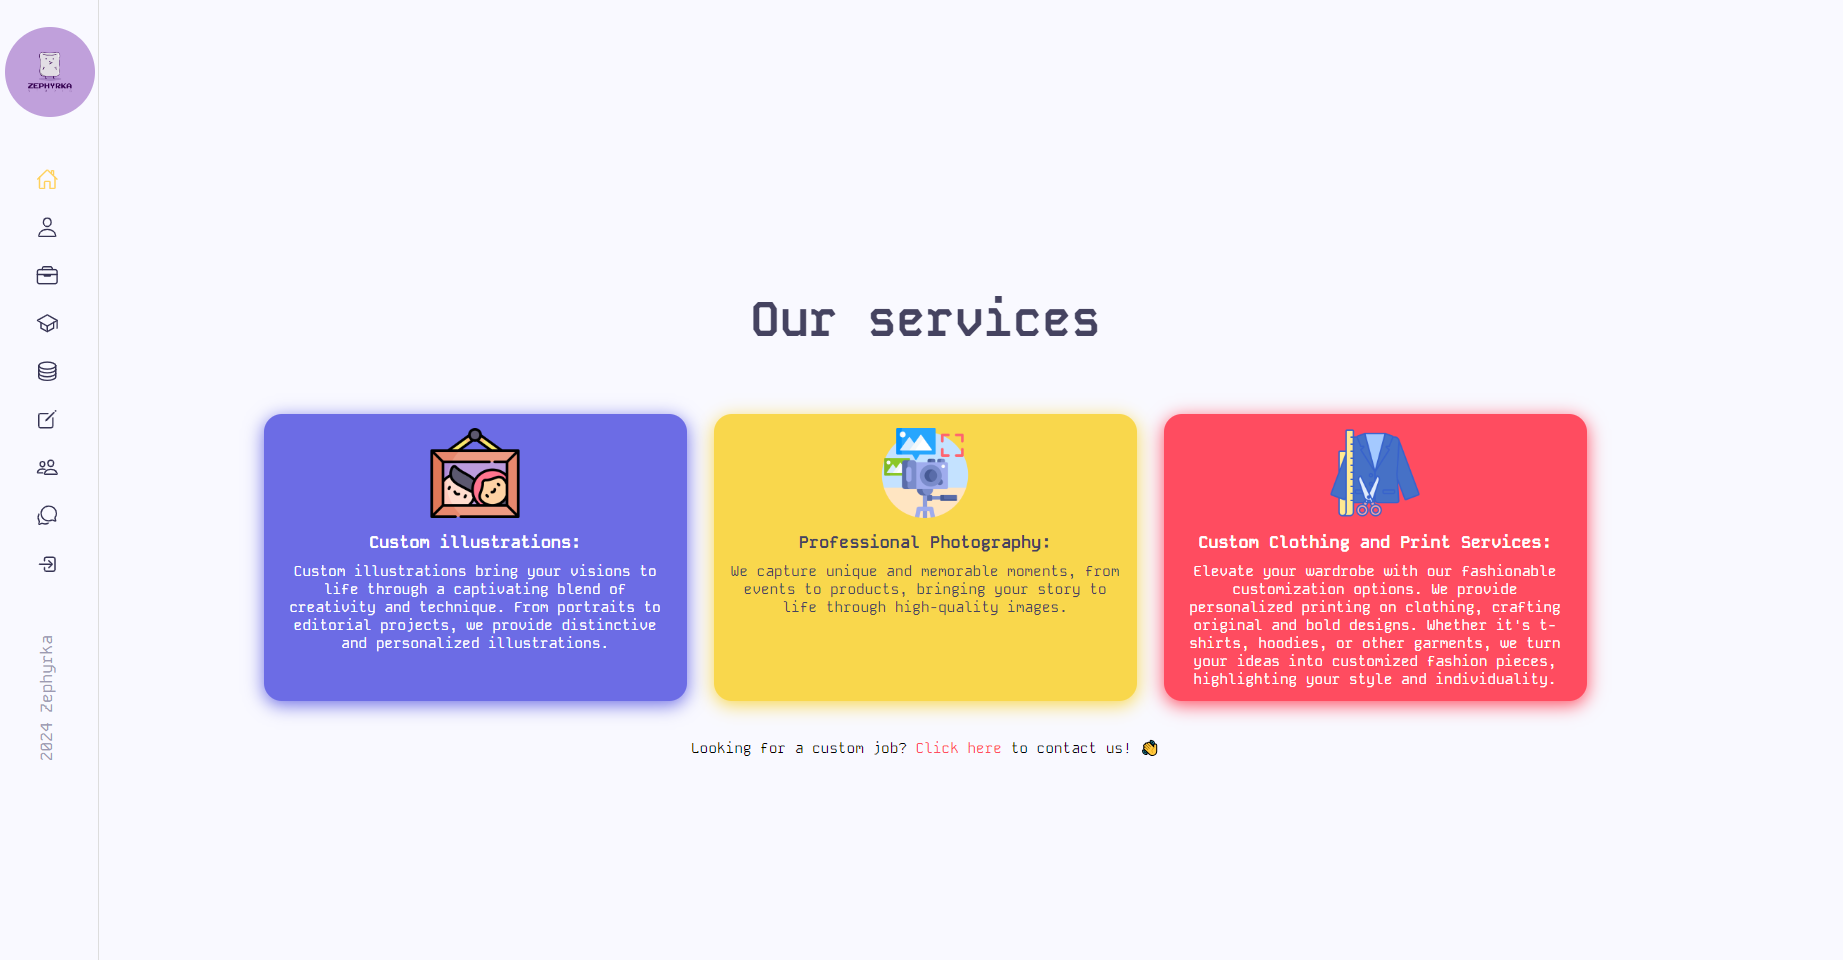 ZEPHYRKA
2024 Zephyrka
Our services
Custom illustrations:
Custom illustrations bring your visions to
life through a captivating blend of
creativity and technique. From portraits to
editorial projects, we provide distinctive
and personalized illustrations.
Professional Photography:
We capture unique and memorable moments, from
events to products, bringing your story to
life through high-quality images.
Custom Clothing and Print Services:
Elevate your wardrobe with our fashionable
customization options. We provide
personalized printing on clothing, crafting
original and bold designs. Whether it's t-
shirts, hoodies, or other garments, we turn
your ideas into customized fashion pieces,
highlighting your style and individuality.
Looking for a custom job? Click here to contact us! 👏